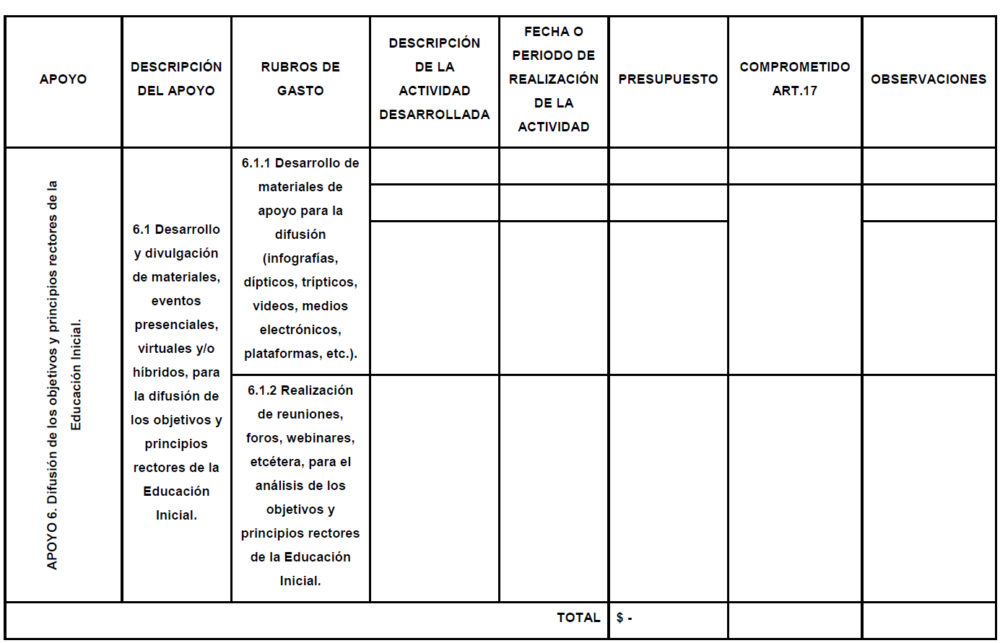 APOYO
DESCRIPCIÓN
DEL APOYO
RUBROS DE
GASTO
DESCRIPCIÓN
DE LA
ACTIVIDAD
DESARROLLADA
FECHA O
PERIODO DE
REALIZACIÓN
DE LA
ACTIVIDAD
PRESUPUESTO
COMPROMETIDO
ART.17
OBSERVACIONES
APOYO 6. Difusión de los objetivos y principios rectores de la
Educación Inicial.
6.1 Desarrollo
y divulgación
de materiales,
eventos
presenciales,
virtuales y/o
híbridos, para
la difusión de
los objetivos y
principios
rectores de la
Educación
Inicial.
6.1.1 Desarrollo de
materiales de
apoyo para la
difusión
(infografías,
dípticos, trípticos,
videos, medios
electrónicos,
plataformas, etc.).
6.1.2 Realización
de reuniones,
foros, webinares,
etcétera, para el
análisis de los
objetivos y
principios rectores
de la Educación
Inicial.
TOTAL
$ -